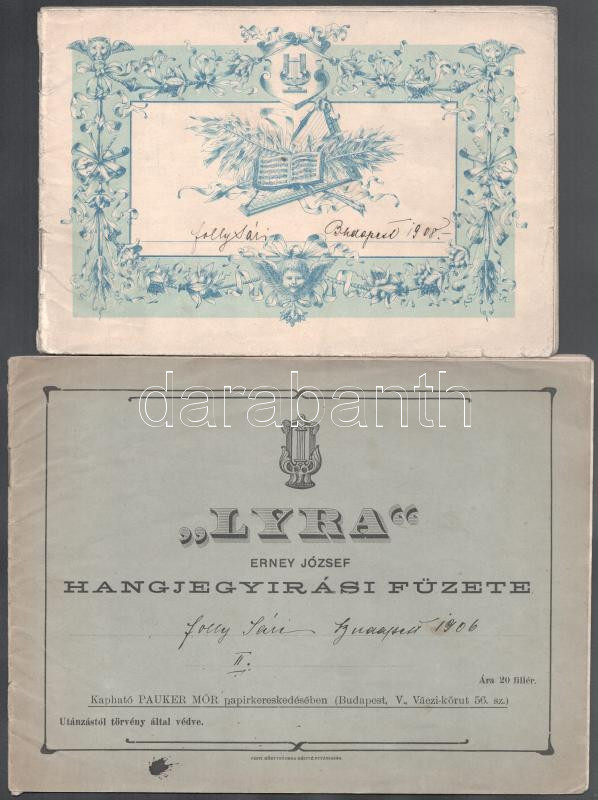 folly Sári Budapest 1908.
darabanth
„LYRA“
ERNEY JÓZSEF
HANGJEGYIRÁSI FÜZETE
folly Sári Budapest 1906
II.
Ára 20 fillér.
Kapható PAUKER MÓR papirkereskedésében (Budapest, V., Váczi-körut 56. sz.)
Utánzástól törvény által védve.